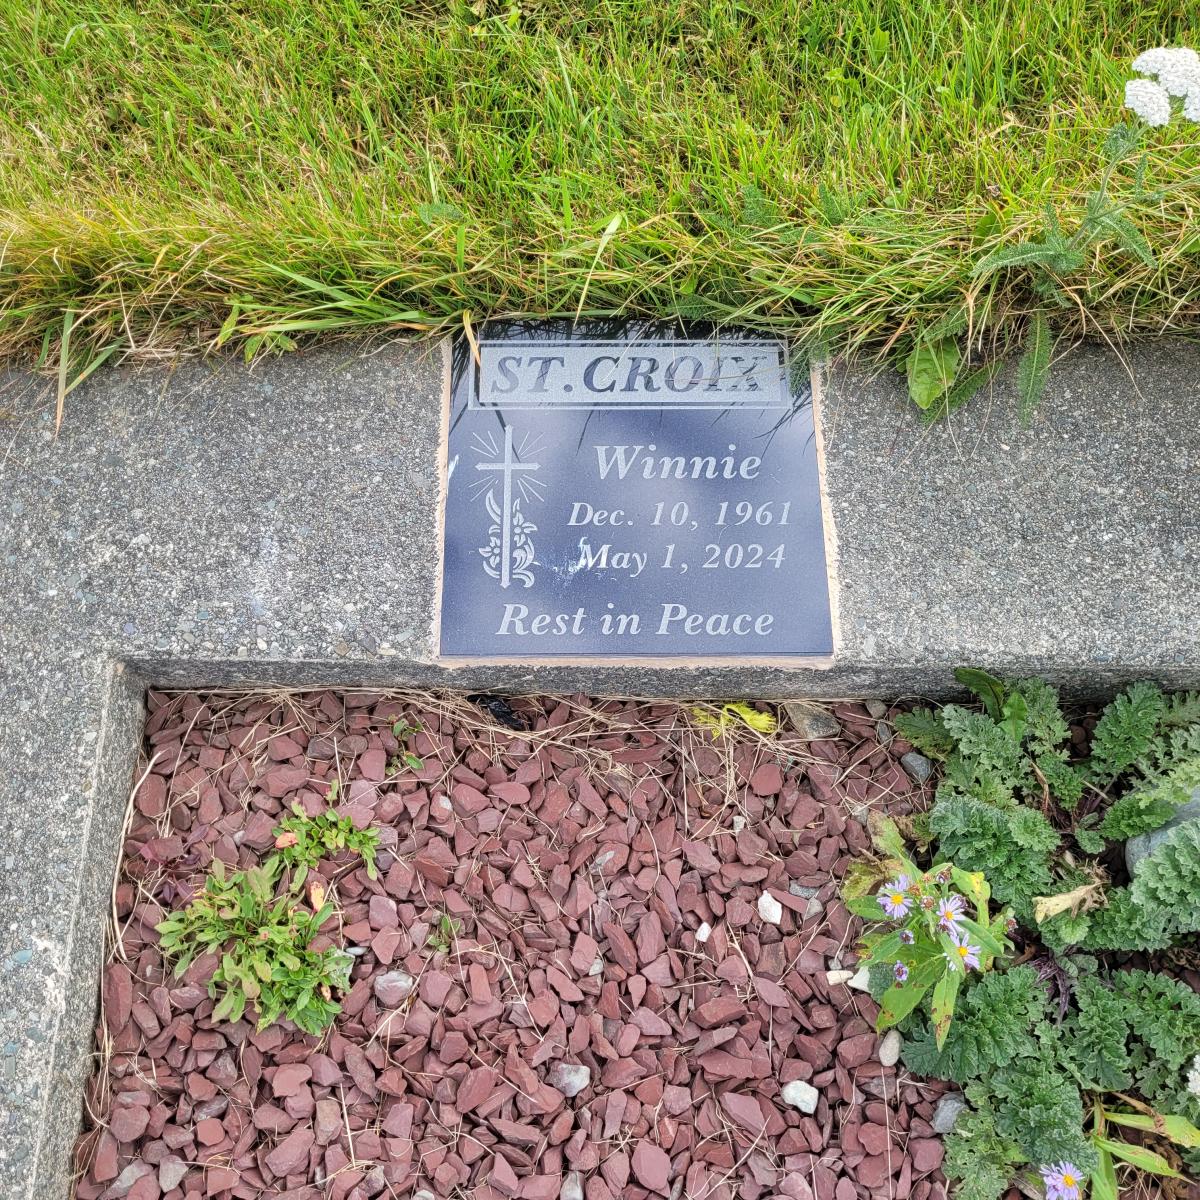 ST. CROIX
Winnie
Dec. 10, 1961
May 1, 2024
Rest in Peace